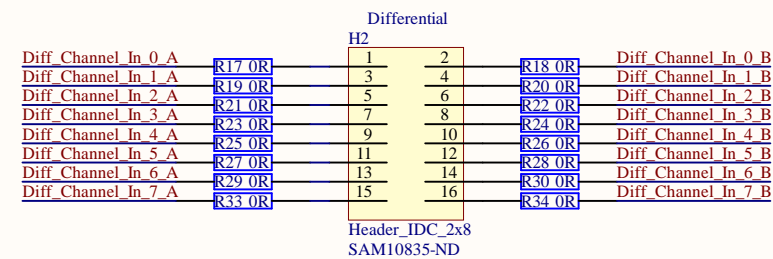 Differential
H2
Diff_Channel_In_0_A R17 0R 1 2 R18 0R Diff_Channel_In_0_B
Diff_Channel_In_1_A R19 0R 3 4 R20 0R Diff_Channel_In_1_B
Diff_Channel_In_2_A R21 0R 5 6 R22 0R Diff_Channel_In_2_B
Diff_Channel_In_3_A R23 0R 7 8 R24 0R Diff_Channel_In_3_B
Diff_Channel_In_4_A R25 0R 9 10 R26 0R Diff_Channel_In_4_B
Diff_Channel_In_5_A R27 0R 11 12 R28 0R Diff_Channel_In_5_B
Diff_Channel_In_6_A R29 0R 13 14 R30 0R Diff_Channel_In_6_B
Diff_Channel_In_7_A R33 0R 15 16 R34 0R Diff_Channel_In_7_B
Header_IDC_2x8
SAM10835-ND